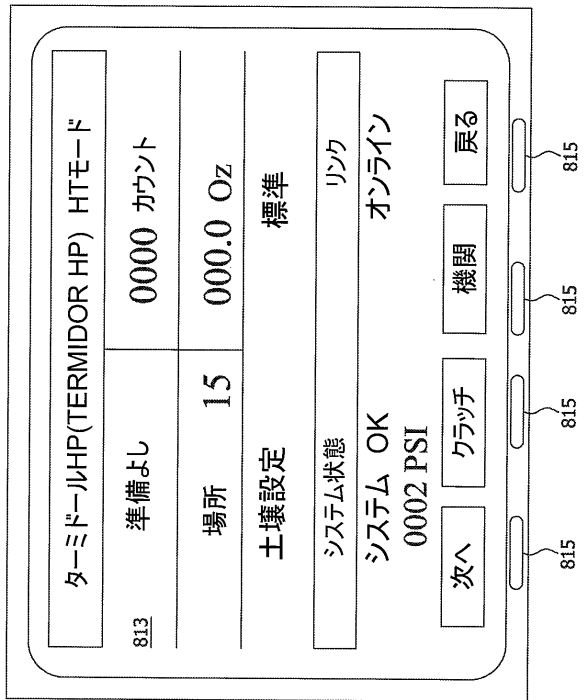 ターミドールHP(TERMIDOR HP) HTモード
準備よし 0000 カウント
813
場所 15 000.0 Oz
土壌設定 標準
システム状態 リンク
システム OK オンライン
0002 PSI
次へ クラッチ 機関 戻る
815 815 815 815